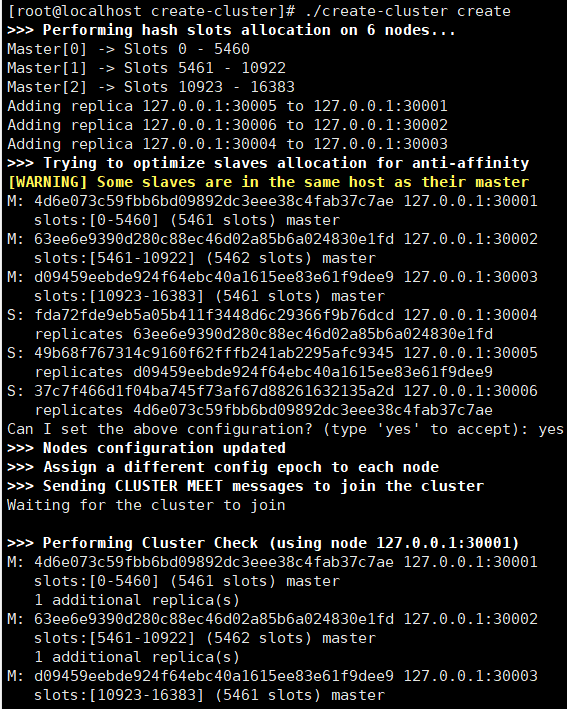 [root@localhost create-cluster]# ./create-cluster create
>>> Performing hash slots allocation on 6 nodes...
Master[0] -> Slots 0 - 5460
Master[1] -> Slots 5461 - 10922
Master[2] -> Slots 10923 - 16383
Adding replica 127.0.0.1:30005 to 127.0.0.1:30001
Adding replica 127.0.0.1:30006 to 127.0.0.1:30002
Adding replica 127.0.0.1:30004 to 127.0.0.1:30003
>>> Trying to optimize slaves allocation for anti-affinity
[WARNING] Some slaves are in the same host as their master
M: 4d6e073c59fbb6bd09892dc3eee38c4fab37c7ae 127.0.0.1:30001
   slots:[0-5460] (5461 slots) master
M: 63ee6e9390d280c88ec46d02a85b6a024830e1fd 127.0.0.1:30002
   slots:[5461-10922] (5462 slots) master
M: d09459eebde924f64ebc40a1615ee83e61f9dee9 127.0.0.1:30003
   slots:[10923-16383] (5461 slots) master
S: fda72fde9eb5a05b411f3448d6c29366f9b76dcd 127.0.0.1:30004
   replicates 63ee6e9390d280c88ec46d02a85b6a024830e1fd
S: 49b68f767314c9160f62fffb241ab2295afc9345 127.0.0.1:30005
   replicates d09459eebde924f64ebc40a1615ee83e61f9dee9
S: 37c7f466d1f04ba745f73af67d88261632135a2d 127.0.0.1:30006
   replicates 4d6e073c59fbb6bd09892dc3eee38c4fab37c7ae
Can I set the above configuration? (type 'yes' to accept): yes
>>> Nodes configuration updated
>>> Assign a different config epoch to each node
>>> Sending CLUSTER MEET messages to join the cluster
Waiting for the cluster to join
>>> Performing Cluster Check (using node 127.0.0.1:30001)
M: 4d6e073c59fbb6bd09892dc3eee38c4fab37c7ae 127.0.0.1:30001
   slots:[0-5460] (5461 slots) master
   1 additional replica(s)
M: 63ee6e9390d280c88ec46d02a85b6a024830e1fd 127.0.0.1:30002
   slots:[5461-10922] (5462 slots) master
   1 additional replica(s)
M: d09459eebde924f64ebc40a1615ee83e61f9dee9 127.0.0.1:30003
   slots:[10923-16383] (5461 slots) master